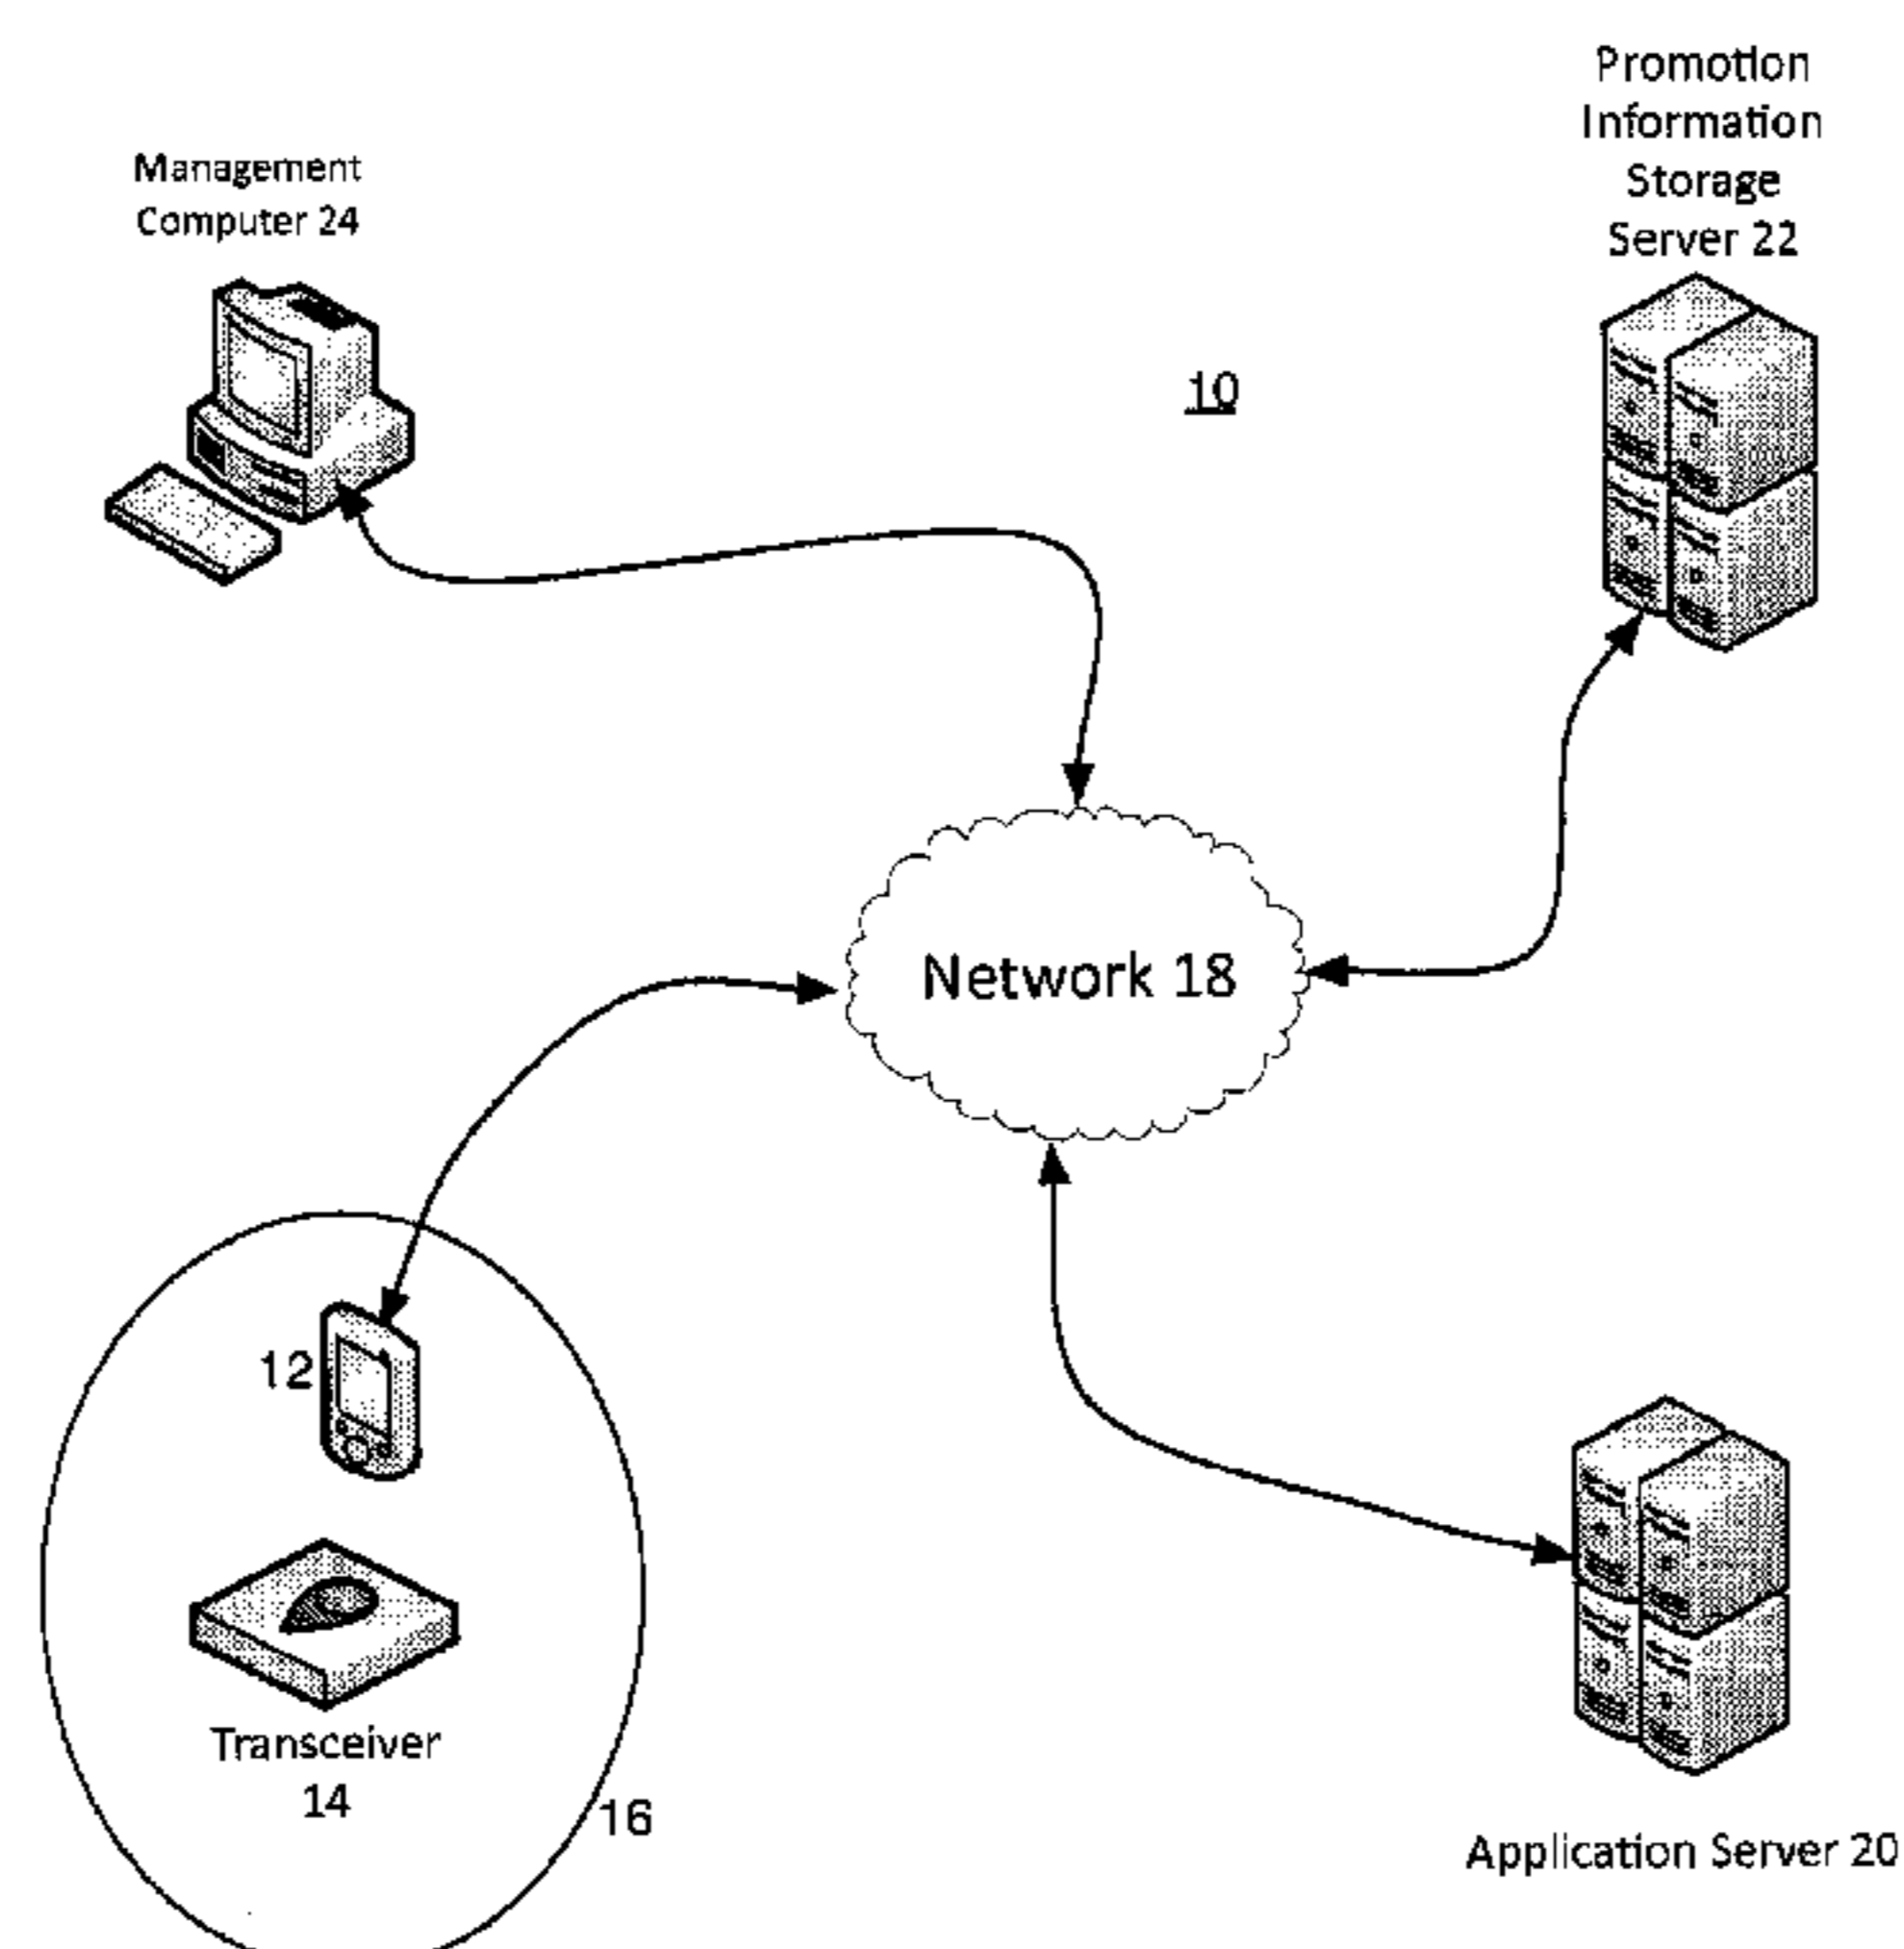 Promotion
Information
Storage
Server 22
Management
Computer 24
10
Network 18
12
Transceiver
14
16
Application Server 20